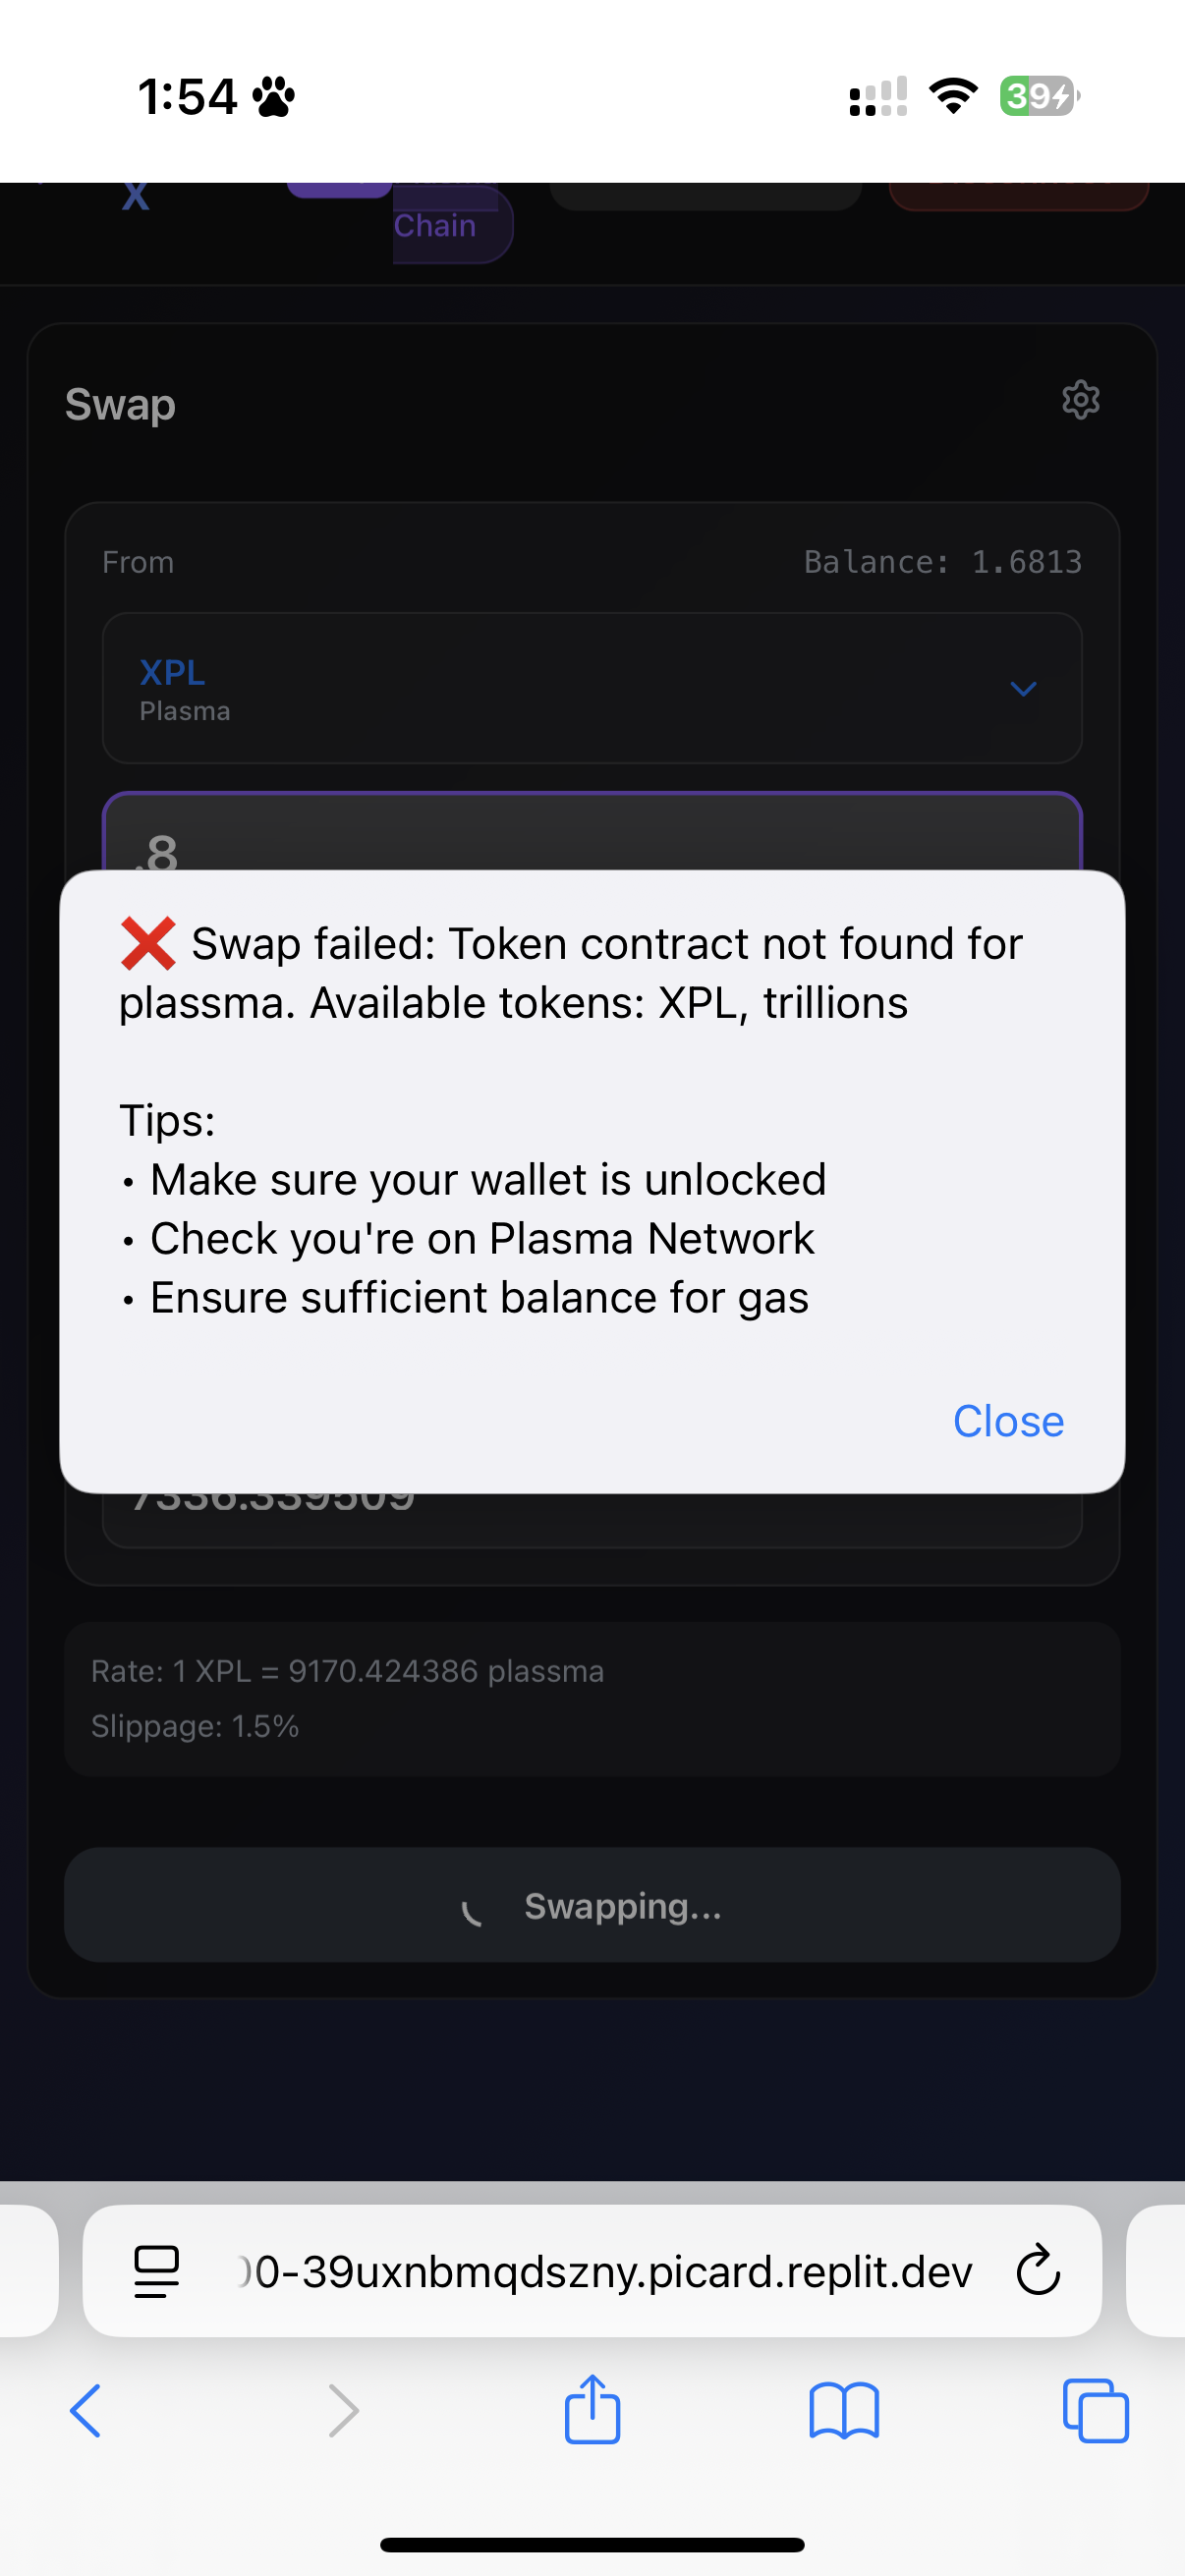 1:54
39
X
Chain
Swap
From
Balance: 1.6813
XPL
Plasma
.8
❌ Swap failed: Token contract not found for
plassma. Available tokens: XPL, trillions
Tips:
• Make sure your wallet is unlocked
• Check you're on Plasma Network
• Ensure sufficient balance for gas
Close
7336.339509
Rate: 1 XPL = 9170.424386 plassma
Slippage: 1.5%
Swapping...
0-39uxnbmqdszny.picard.replit.dev